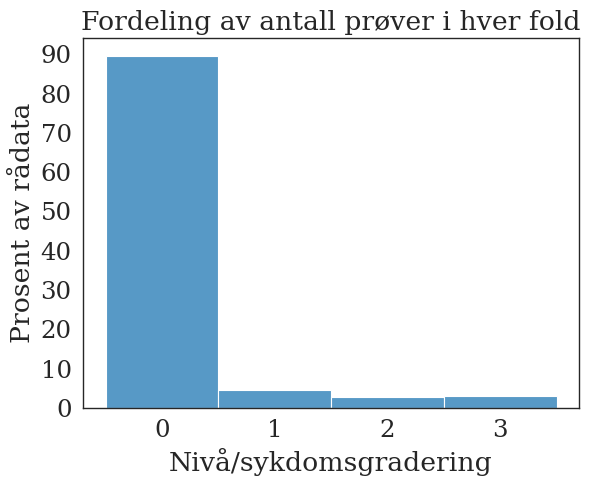 Fordeling av antall prøver i hver fold
90
80
70
60
50
40
30
20
10
0
Prosent av rådata
0 1 2 3
Nivå/sykdomsgradering